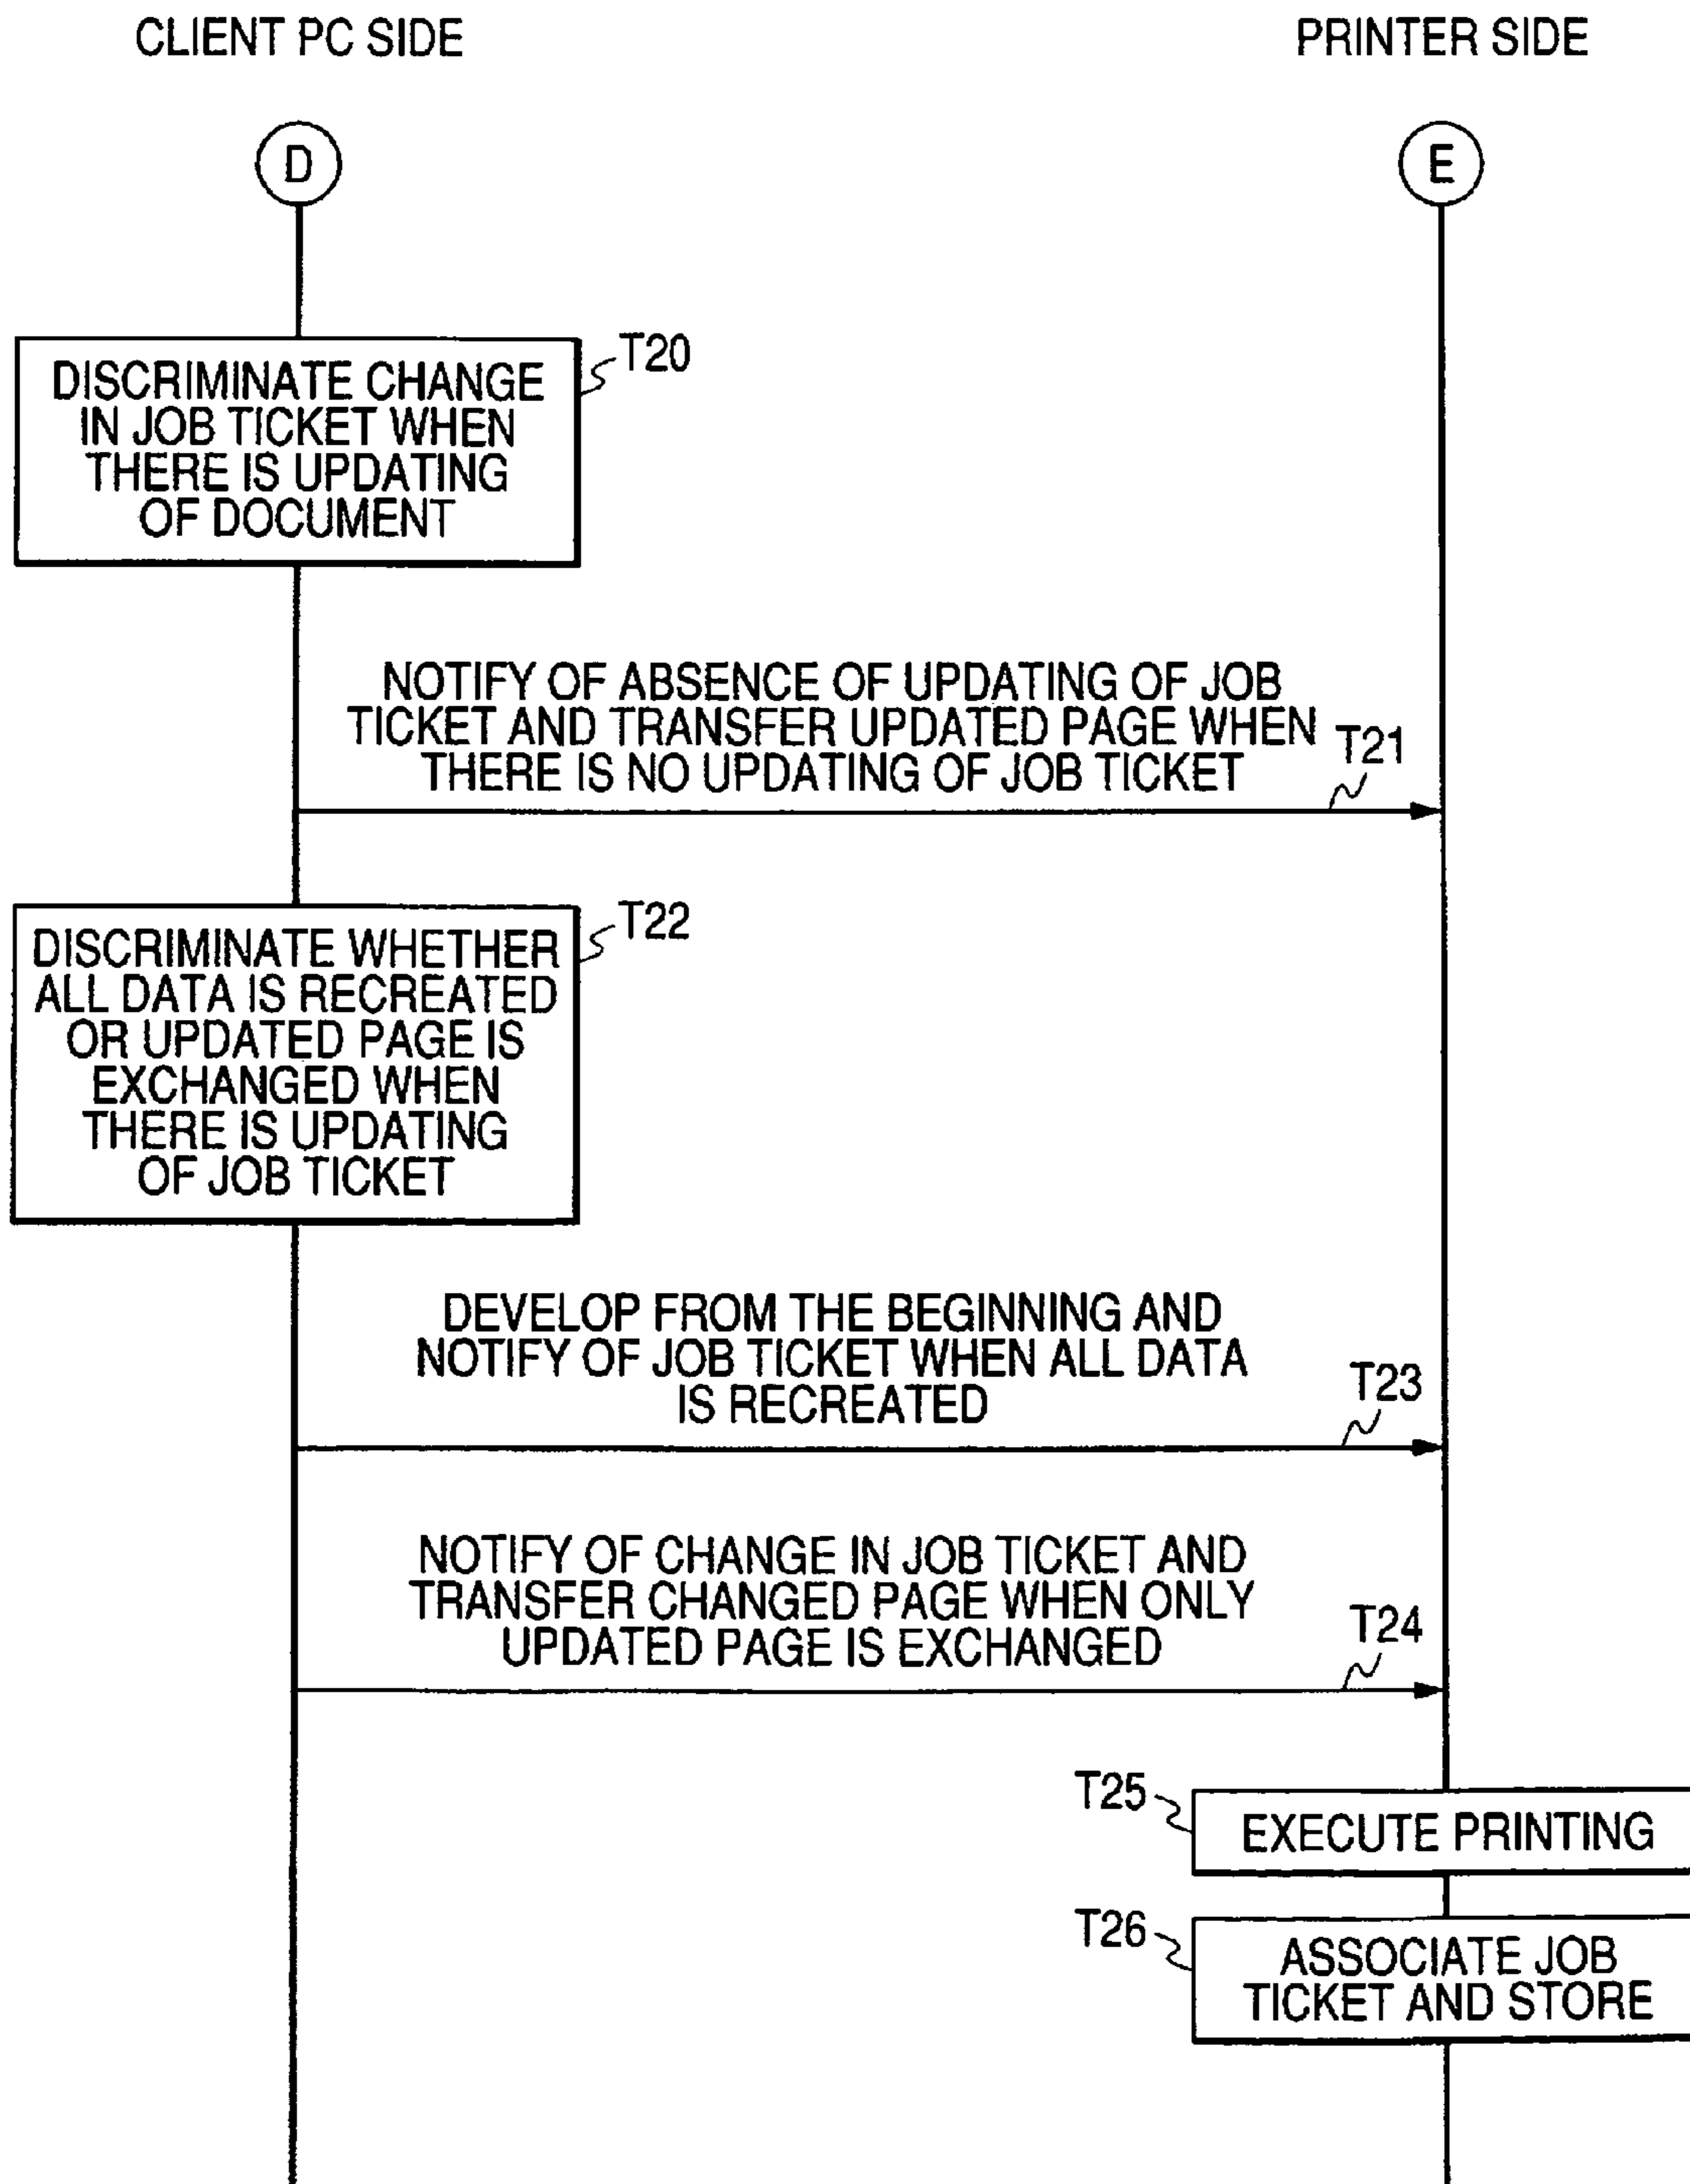 CLIENT PC SIDE
PRINTER SIDE
D
E
DISCRIMINATE CHANGE
IN JOB TICKET WHEN
THERE IS UPDATING
OF DOCUMENT
T20
NOTIFY OF ABSENCE OF UPDATING OF JOB
TICKET AND TRANSFER UPDATED PAGE WHEN
THERE IS NO UPDATING OF JOB TICKET
T21
DISCRIMINATE WHETHER
ALL DATA IS RECREATED
OR UPDATED PAGE IS
EXCHANGED WHEN
THERE IS UPDATING
OF JOB TICKET
T22
DEVELOP FROM THE BEGINNING AND
NOTIFY OF JOB TICKET WHEN ALL DATA
IS RECREATED
T23
NOTIFY OF CHANGE IN JOB TICKET AND
TRANSFER CHANGED PAGE WHEN ONLY
UPDATED PAGE IS EXCHANGED
T24
T25
EXECUTE PRINTING
T26
ASSOCIATE JOB
TICKET AND STORE